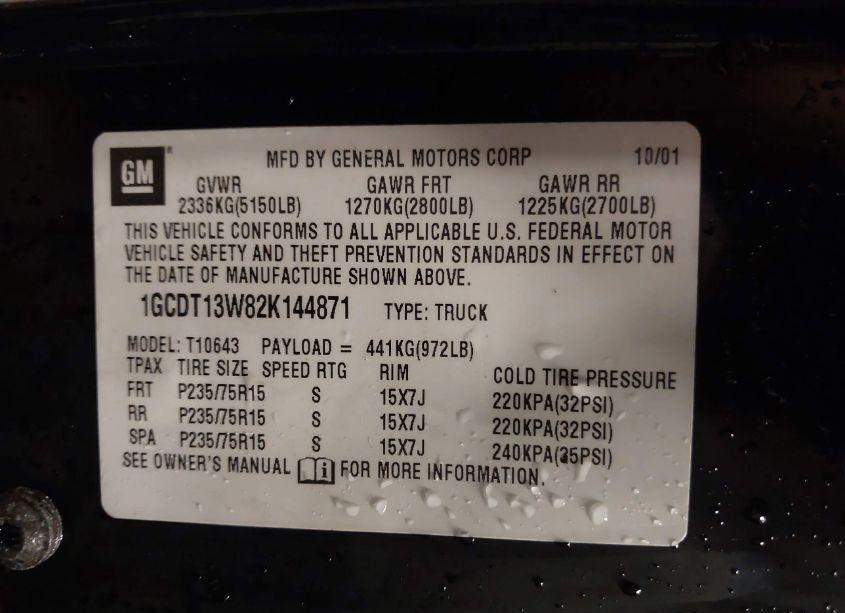 GM® MFD BY GENERAL MOTORS CORP 10/01
GVWR GAWR FRT GAWR RR
2336KG(5150LB) 1270KG(2800LB) 1225KG(2700LB)
THIS VEHICLE CONFORMS TO ALL APPLICABLE U.S. FEDERAL MOTOR
VEHICLE SAFETY AND THEFT PREVENTION STANDARDS IN EFFECT ON
THE DATE OF MANUFACTURE SHOWN ABOVE.
1GCDT13W82K144871 TYPE: TRUCK
MODEL: T10643 PAYLOAD = 441KG(972LB)
TPAX TIRE SIZE SPEED RTG RIM COLD TIRE PRESSURE
FRT P235/75R15 S 15X7J 220KPA(32PSI)
RR P235/75R15 S 15X7J 220KPA(32PSI)
SPA P235/75R15 S 15X7J 240KPA(35PSI)
SEE OWNER'S MANUAL i FOR MORE INFORMATION.